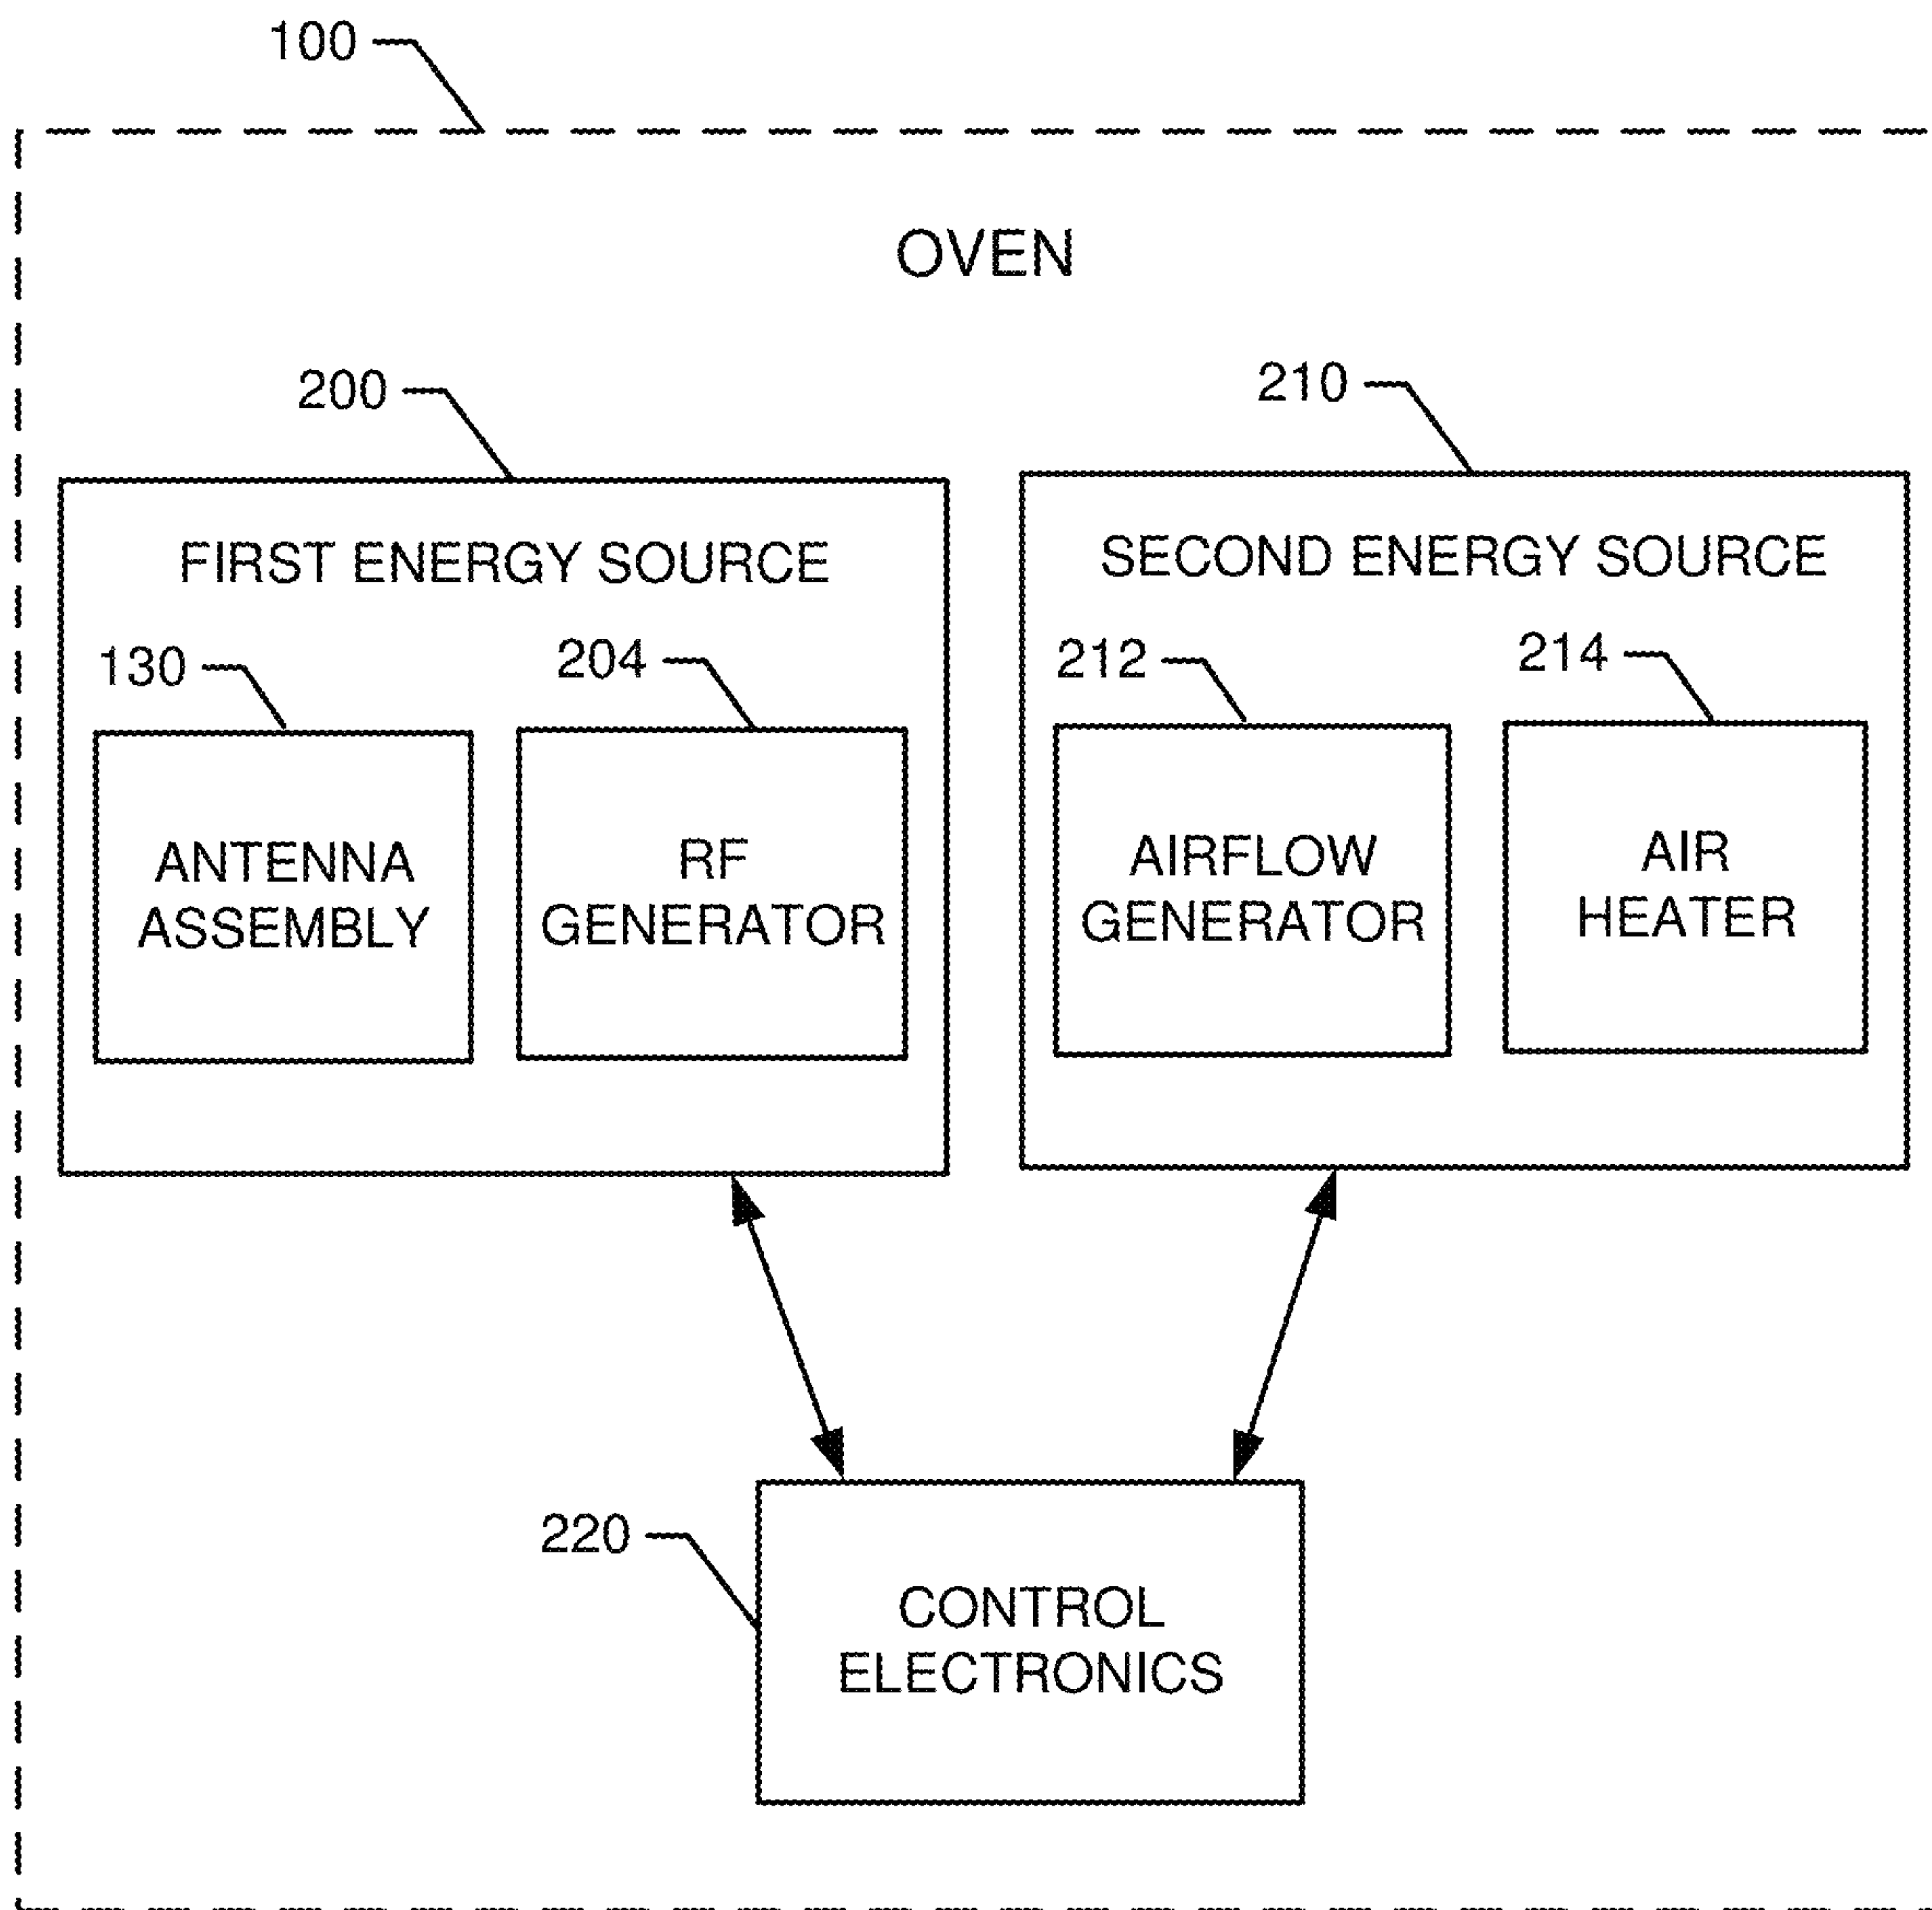 100
OVEN
200
210
FIRST ENERGY SOURCE
SECOND ENERGY SOURCE
130
204
212
214
ANTENNA
ASSEMBLY
RF
GENERATOR
AIRFLOW
GENERATOR
AIR
HEATER
220
CONTROL
ELECTRONICS